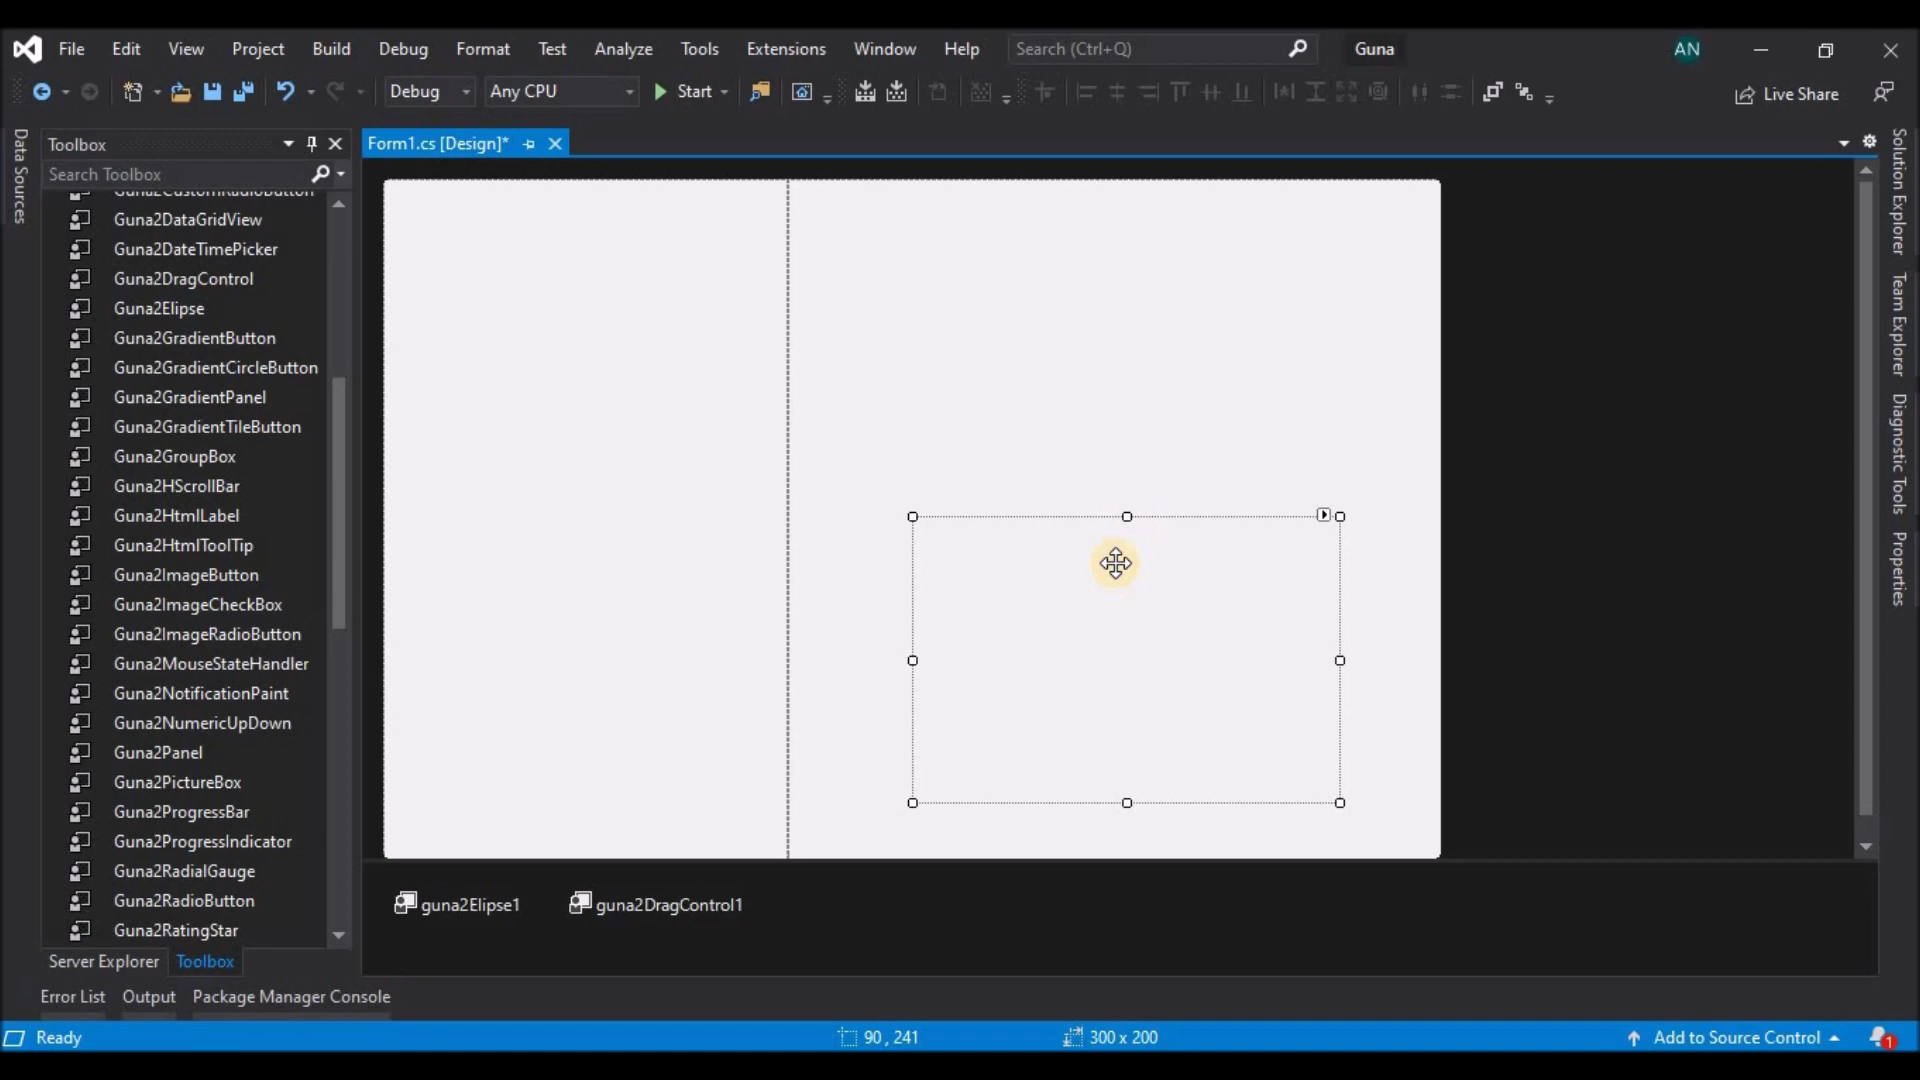 File Edit View Project Build Debug Format Test Analyze Tools Extensions Window Help Search (Ctrl+Q) Guna AN
Debug Any CPU Start Live Share
Data Sources
Toolbox
Search Toolbox
Guna2CustomRadioButton
Guna2DataGridView
Guna2DateTimePicker
Guna2DragControl
Guna2Elipse
Guna2GradientButton
Guna2GradientCircleButton
Guna2GradientPanel
Guna2GradientTileButton
Guna2GroupBox
Guna2HScrollBar
Guna2HtmlLabel
Guna2HtmlToolTip
Guna2ImageButton
Guna2ImageCheckBox
Guna2ImageRadioButton
Guna2MouseStateHandler
Guna2NotificationPaint
Guna2NumericUpDown
Guna2Panel
Guna2PictureBox
Guna2ProgressBar
Guna2ProgressIndicator
Guna2RadialGauge
Guna2RadioButton
Guna2RatingStar
Server Explorer Toolbox
Form1.cs [Design]*
guna2Elipse1 guna2DragControl1
Solution Explorer
Team Explorer
Diagnostic Tools
Properties
Error List Output Package Manager Console
Ready 90 , 241 300 x 200 Add to Source Control 1